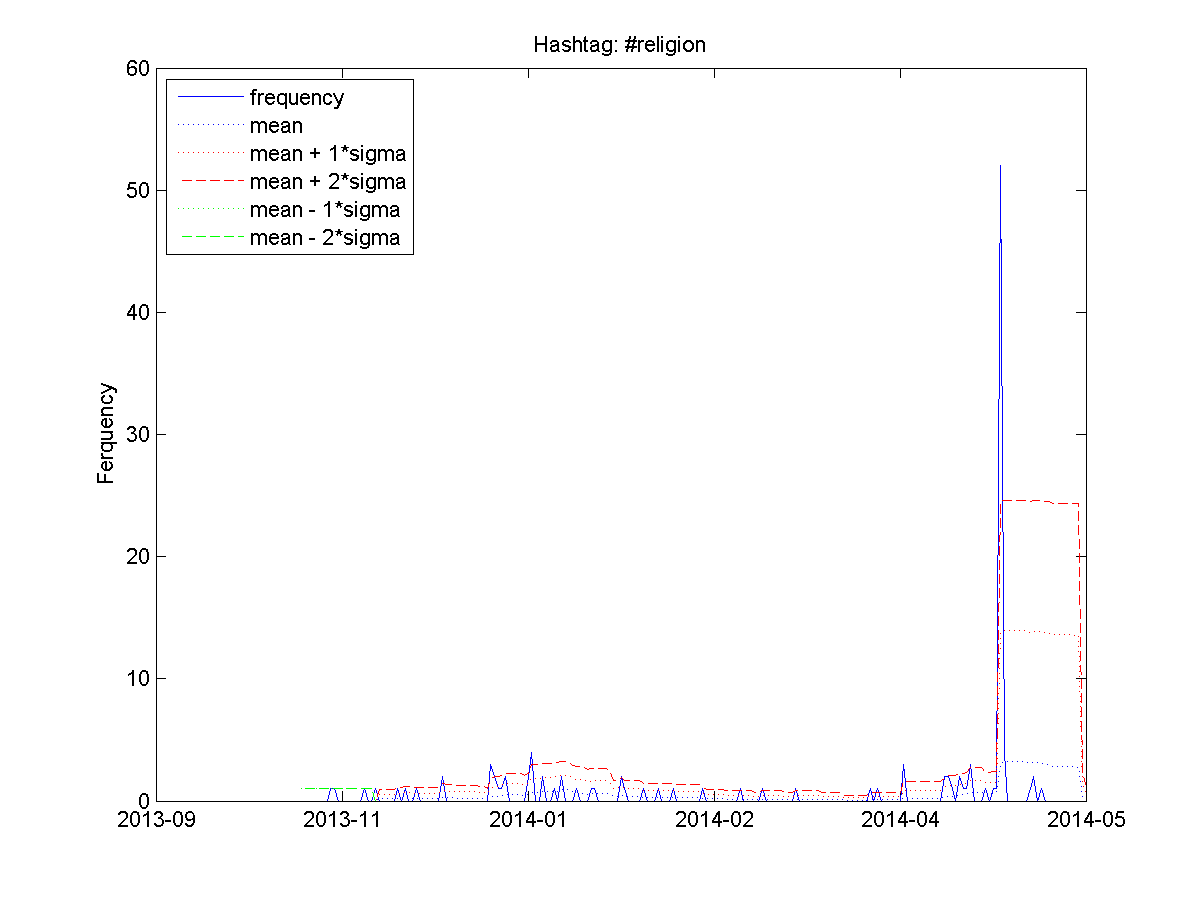 Hashtag: #religion
60
50
40
30
20
10
0
Ferquency
frequency
mean
mean + 1*sigma
mean + 2*sigma
mean - 1*sigma
mean - 2*sigma
2013-09 2013-11 2014-01 2014-02 2014-04 2014-05